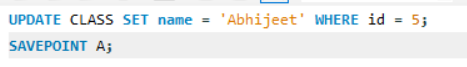 UPDATE CLASS SET name = 'Abhijeet' WHERE id = 5;
SAVEPOINT A;